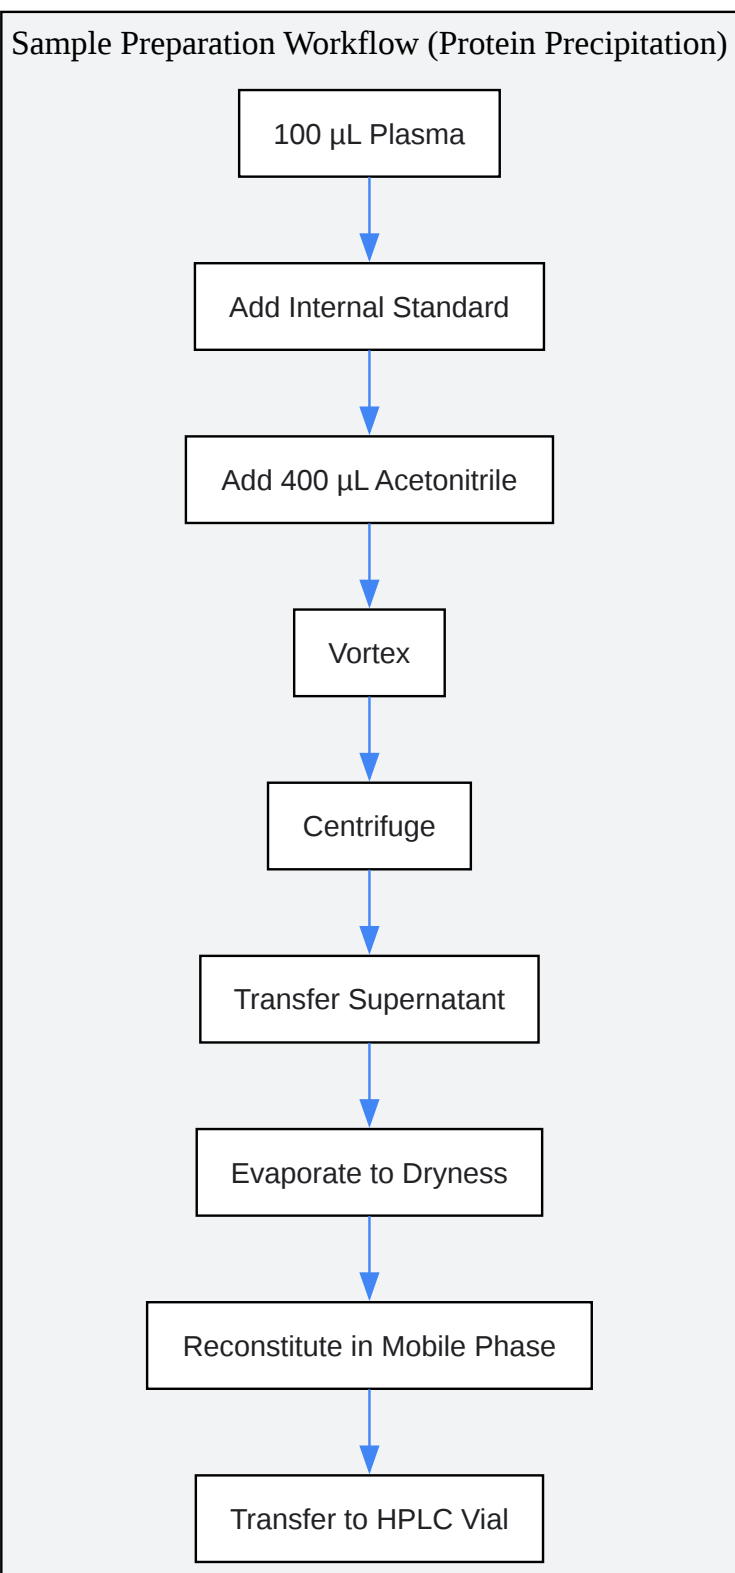 Sample Preparation Workflow (Protein Precipitation)
100 µL Plasma
Add Internal Standard
Add 400 µL Acetonitrile
Vortex
Centrifuge
Transfer Supernatant
Evaporate to Dryness
Reconstitute in Mobile Phase
Transfer to HPLC Vial